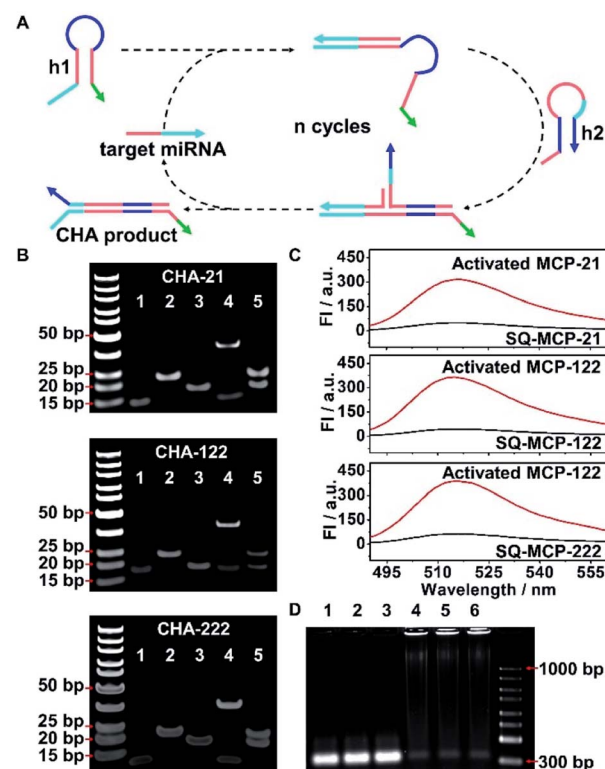 A
h1
target miRNA
n cycles
h2
CHA product
B
CHA-21
1 2 3 4 5
50 bp
25 bp
20 bp
15 bp
CHA-122
1 2 3 4 5
50 bp
25 bp
20 bp
15 bp
CHA-222
1 2 3 4 5
50 bp
25 bp
20 bp
15 bp
C
FI / a.u.
450
300
150
0
Activated MCP-21
SQ-MCP-21
FI / a.u.
450
300
150
0
Activated MCP-122
SQ-MCP-122
FI / a.u.
450
300
150
0
Activated MCP-122
SQ-MCP-222
495 510 525 540 555
Wavelength / nm
D
1 2 3 4 5 6
1000 bp
300 bp